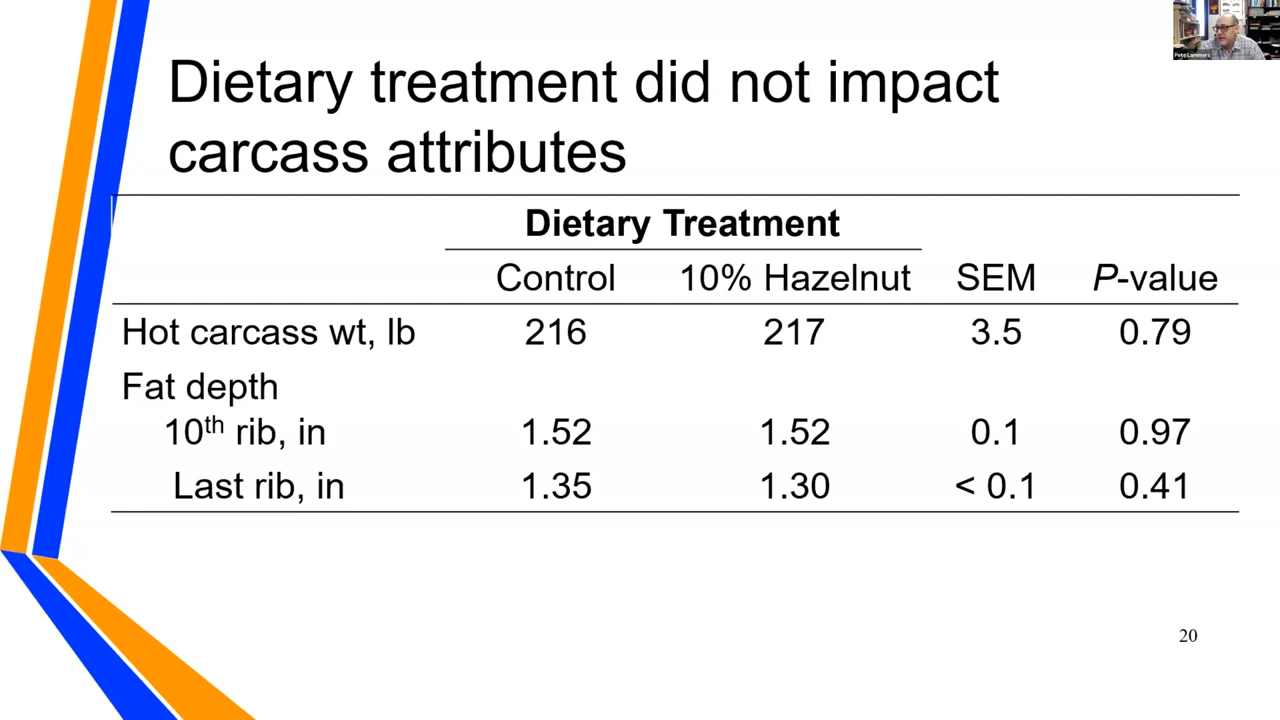 Pete Lammers
Dietary treatment did not impact
carcass attributes
Dietary Treatment
Control 10% Hazelnut SEM P-value
Hot carcass wt, lb 216 217 3.5 0.79
Fat depth
10th rib, in 1.52 1.52 0.1 0.97
Last rib, in 1.35 1.30 < 0.1 0.41
20